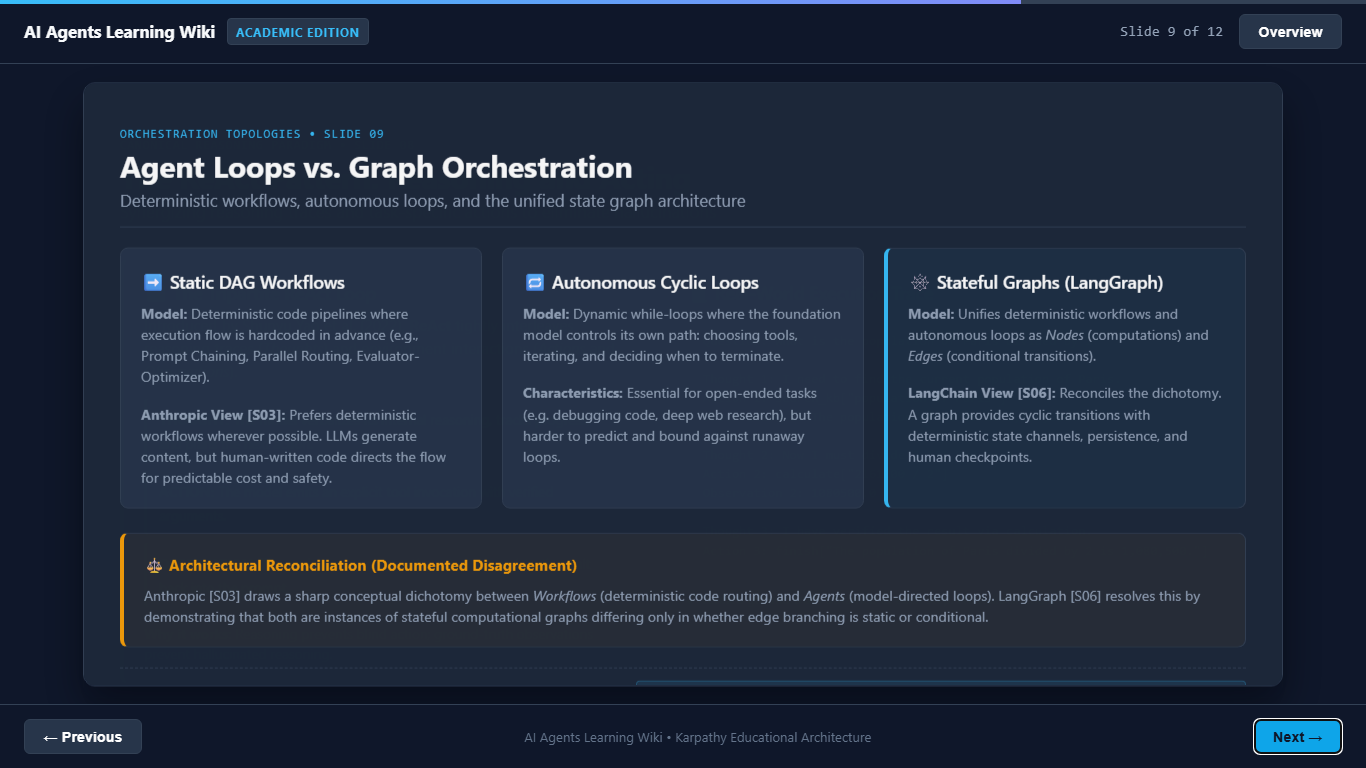 AI Agents Learning Wiki
ACADEMIC EDITION
Slide 9 of 12
Overview
ORCHESTRATION TOPOLOGIES • SLIDE 09
Agent Loops vs. Graph Orchestration
Deterministic workflows, autonomous loops, and the unified state graph architecture
Static DAG Workflows
Model: Deterministic code pipelines where
execution flow is hardcoded in advance (e.g.,
Prompt Chaining, Parallel Routing, Evaluator-
Optimizer).
Anthropic View [S03]: Prefers deterministic
workflows wherever possible. LLMs generate
content, but human-written code directs the flow
for predictable cost and safety.
Autonomous Cyclic Loops
Model: Dynamic while-loops where the foundation
model controls its own path: choosing tools,
iterating, and deciding when to terminate.
Characteristics: Essential for open-ended tasks
(e.g. debugging code, deep web research), but
harder to predict and bound against runaway
loops.
Stateful Graphs (LangGraph)
Model: Unifies deterministic workflows and
autonomous loops as Nodes (computations) and
Edges (conditional transitions).
LangChain View [S06]: Reconciles the dichotomy.
A graph provides cyclic transitions with
deterministic state channels, persistence, and
human checkpoints.
Architectural Reconciliation (Documented Disagreement)
Anthropic [S03] draws a sharp conceptual dichotomy between Workflows (deterministic code routing) and Agents (model-directed loops). LangGraph [S06] resolves this by
demonstrating that both are instances of stateful computational graphs differing only in whether edge branching is static or conditional.
← Previous
AI Agents Learning Wiki • Karpathy Educational Architecture
Next →